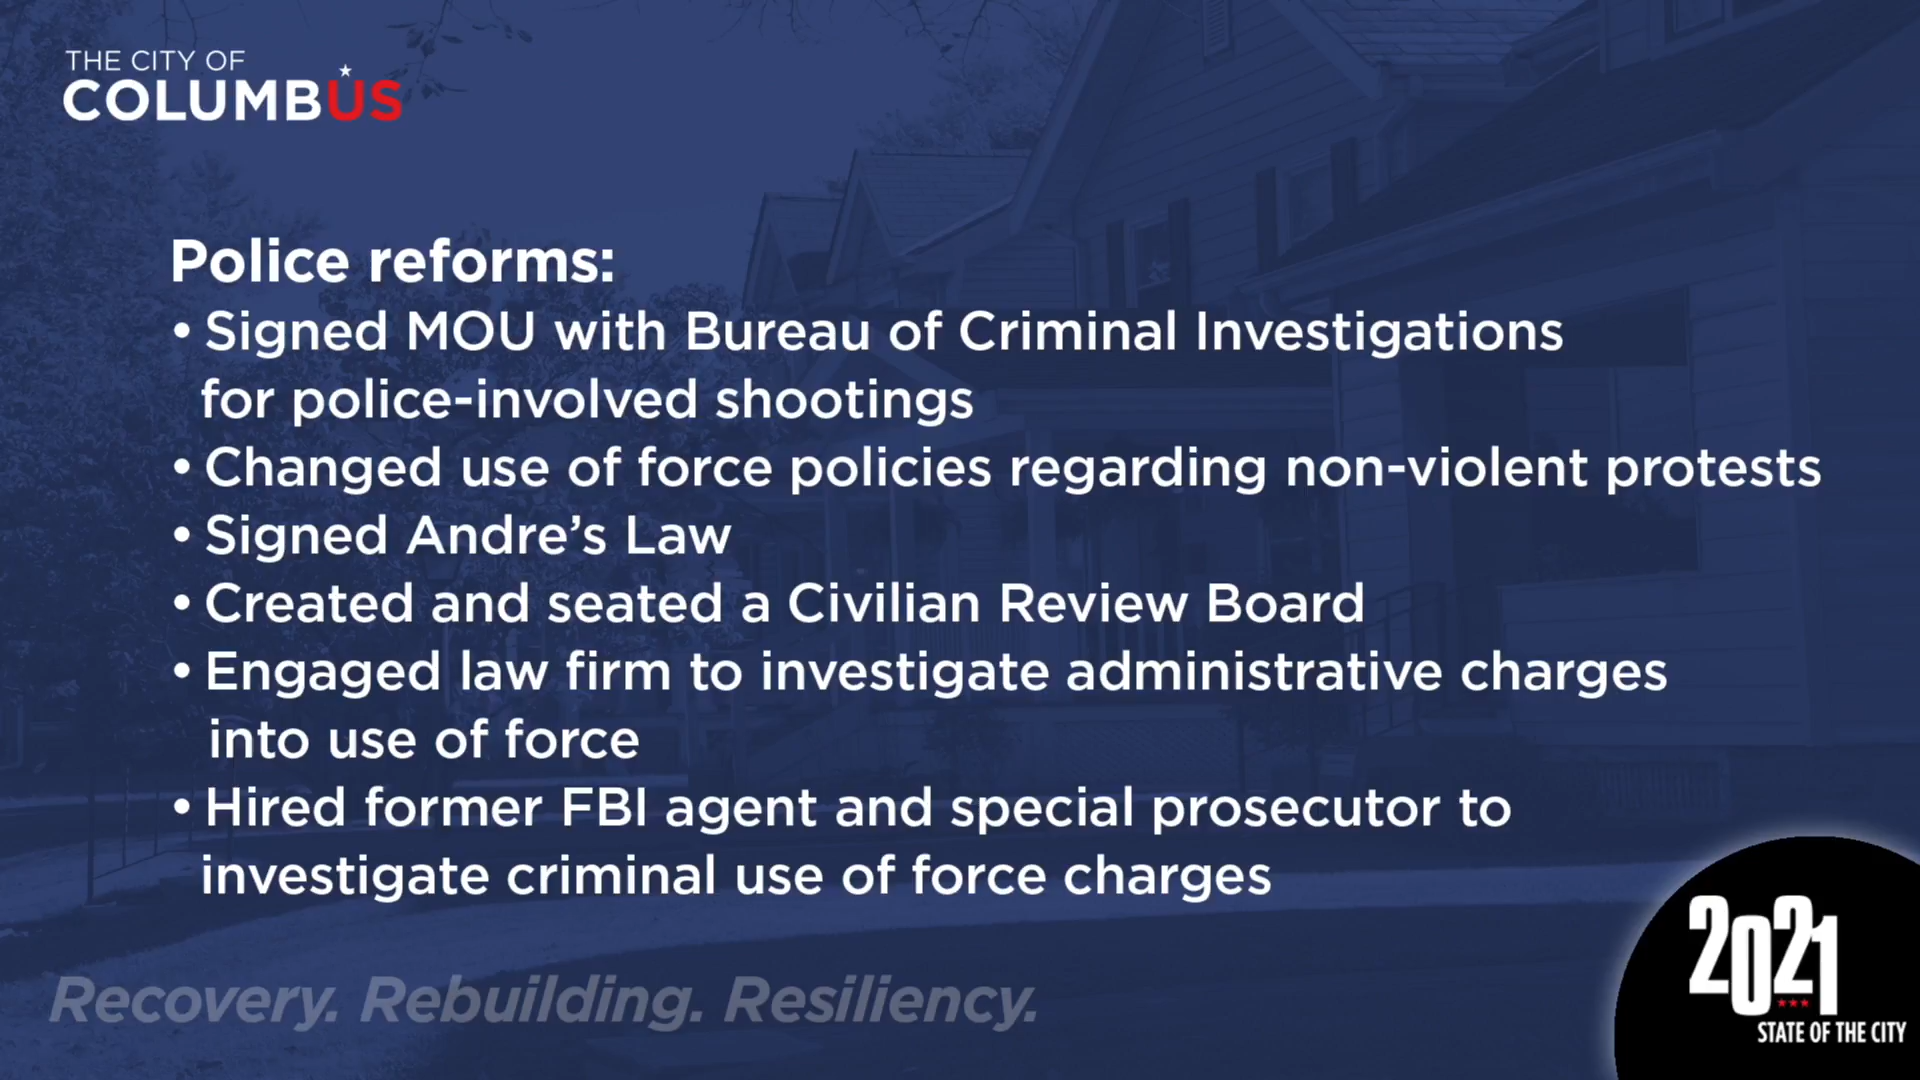 THE CITY OF
COLUMBUS
Police reforms:
• Signed MOU with Bureau of Criminal Investigations
for police-involved shootings
• Changed use of force policies regarding non-violent protests
• Signed Andre’s Law
• Created and seated a Civilian Review Board
• Engaged law firm to investigate administrative charges
into use of force
• Hired former FBI agent and special prosecutor to
investigate criminal use of force charges
Recovery. Rebuilding. Resiliency.
2021
STATE OF THE CITY